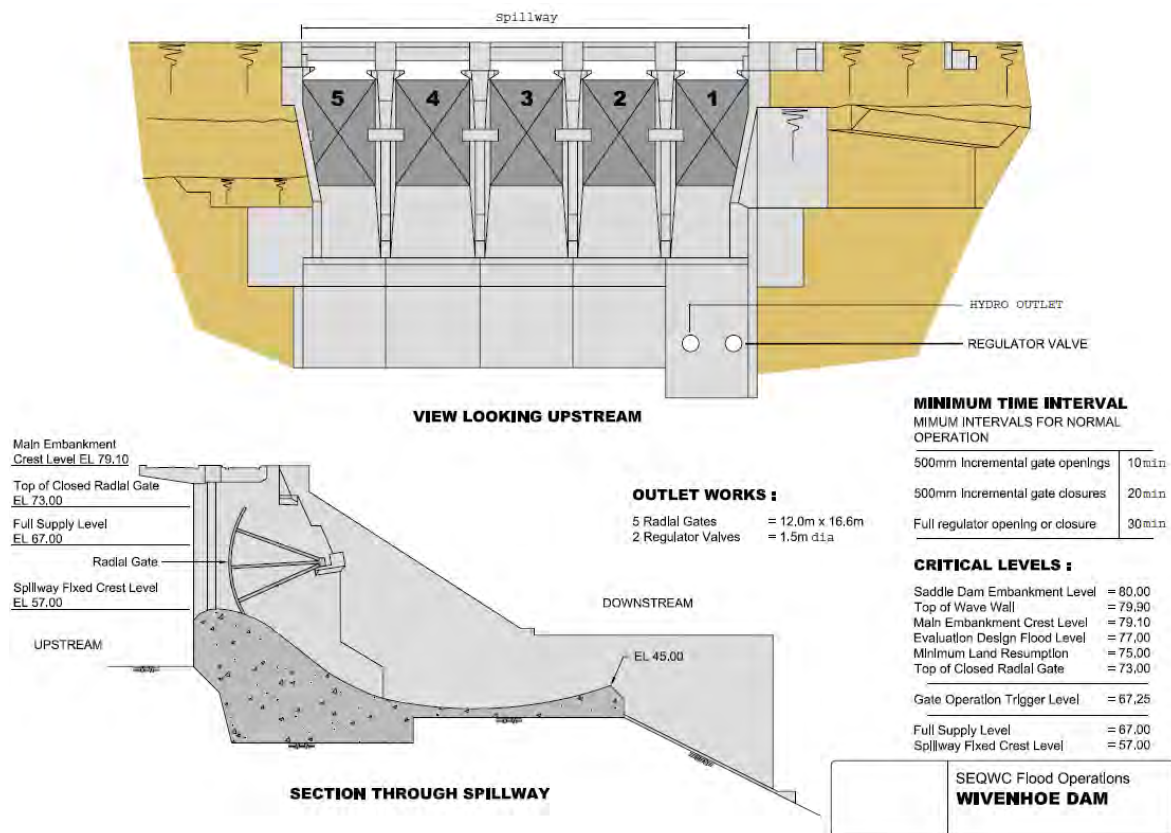 Spillway
5 4 3 2 1
HYDRO OUTLET
REGULATOR VALVE
VIEW LOOKING UPSTREAM
Main Embankment
Crest Level EL 79.10
Top of Closed Radial Gate
EL 73.00
Full Supply Level
EL 67.00
Radial Gate
Spillway Fixed Crest Level
EL 57.00
UPSTREAM
DOWNSTREAM
EL 45.00
SECTION THROUGH SPILLWAY
OUTLET WORKS :
5 Radial Gates = 12.0m x 16.6m
2 Regulator Valves = 1.5m dia
MINIMUM TIME INTERVAL
MIMUM INTERVALS FOR NORMAL
OPERATION
500mm Incremental gate openings 10min
500mm Incremental gate closures 20min
Full regulator opening or closure 30min
CRITICAL LEVELS :
Saddle Dam Embankment Level = 80.00
Top of Wave Wall = 79.90
Main Embankment Crest Level = 79.10
Evaluation Design Flood Level = 77.00
Minimum Land Resumption = 75.00
Top of Closed Radial Gate = 73.00
Gate Operation Trigger Level = 67.25
Full Supply Level = 67.00
Spillway Fixed Crest Level = 57.00
SEQWC Flood Operations
WIVENHOE DAM